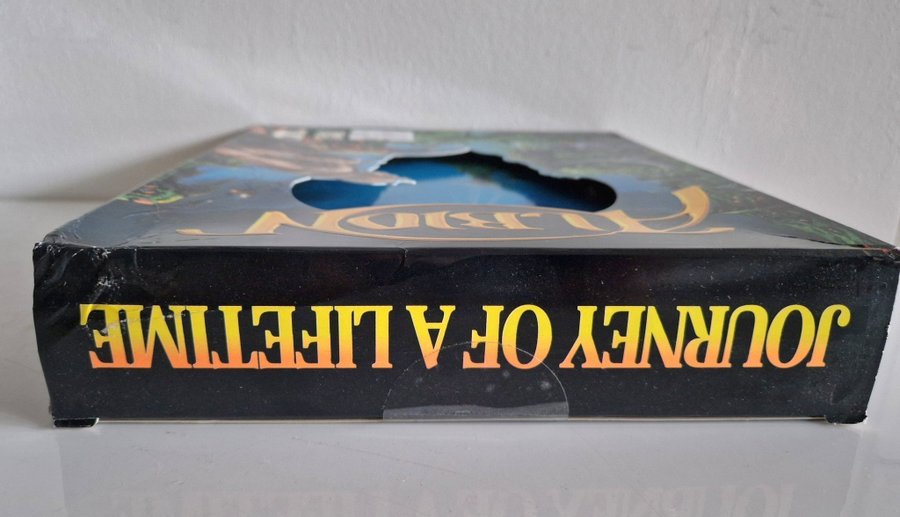 ALBION
JOURNEY OF A LIFETIME